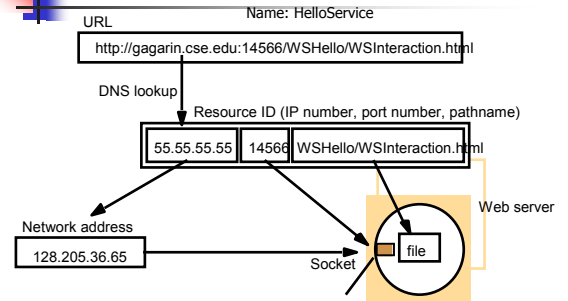 Name: HelloService
URL
http://gagarin.cse.edu:14566/WSHello/WSInteraction.html
DNS lookup
Resource ID (IP number, port number, pathname)
55.55.55.55 14566 WSHello/WSInteraction.html
Web server
Network address
128.205.36.65
Socket
file